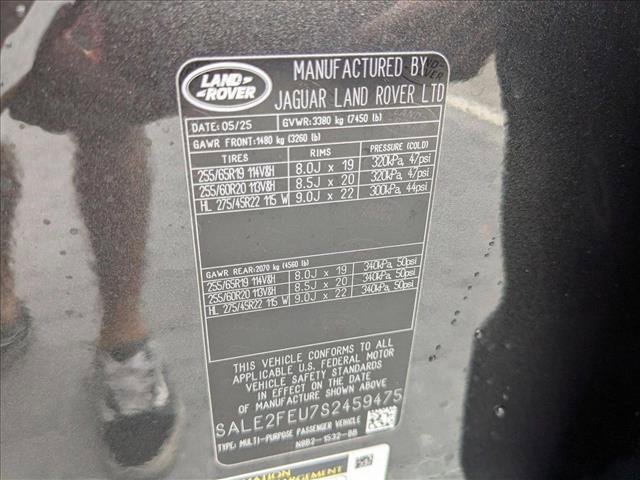 LAND ROVER
MANUFACTURED BY
JAGUAR LAND ROVER LTD
DATE: 05/25 GVWR: 3380 kg (7450 lb)
GAWR FRONT: 1480 kg (3260 lb)
TIRES RIMS PRESSURE (COLD)
255/65R19 114V&H 8.0J x 19 320kPa, 47psi
255/60R20 113V&H 8.5J x 20 320kPa, 47psi
HL 275/45R22 115 W 9.0J x 22 300kPa, 44psi
GAWR REAR: 2070 kg (4560 lb)
255/65R19 114V&H 8.0J x 19 340kPa, 50psi
255/60R20 113V&H 8.5J x 20 340kPa, 50psi
HL 275/45R22 115 W 9.0J x 22 340kPa, 50psi
THIS VEHICLE CONFORMS TO ALL
APPLICABLE U.S. FEDERAL MOTOR
VEHICLE SAFETY STANDARDS
IN EFFECT ON THE DATE OF
MANUFACTURE SHOWN ABOVE
SALE2FEU7S2459475
TYPE: MULTI-PURPOSE PASSENGER VEHICLE
N8B2-1532-BB